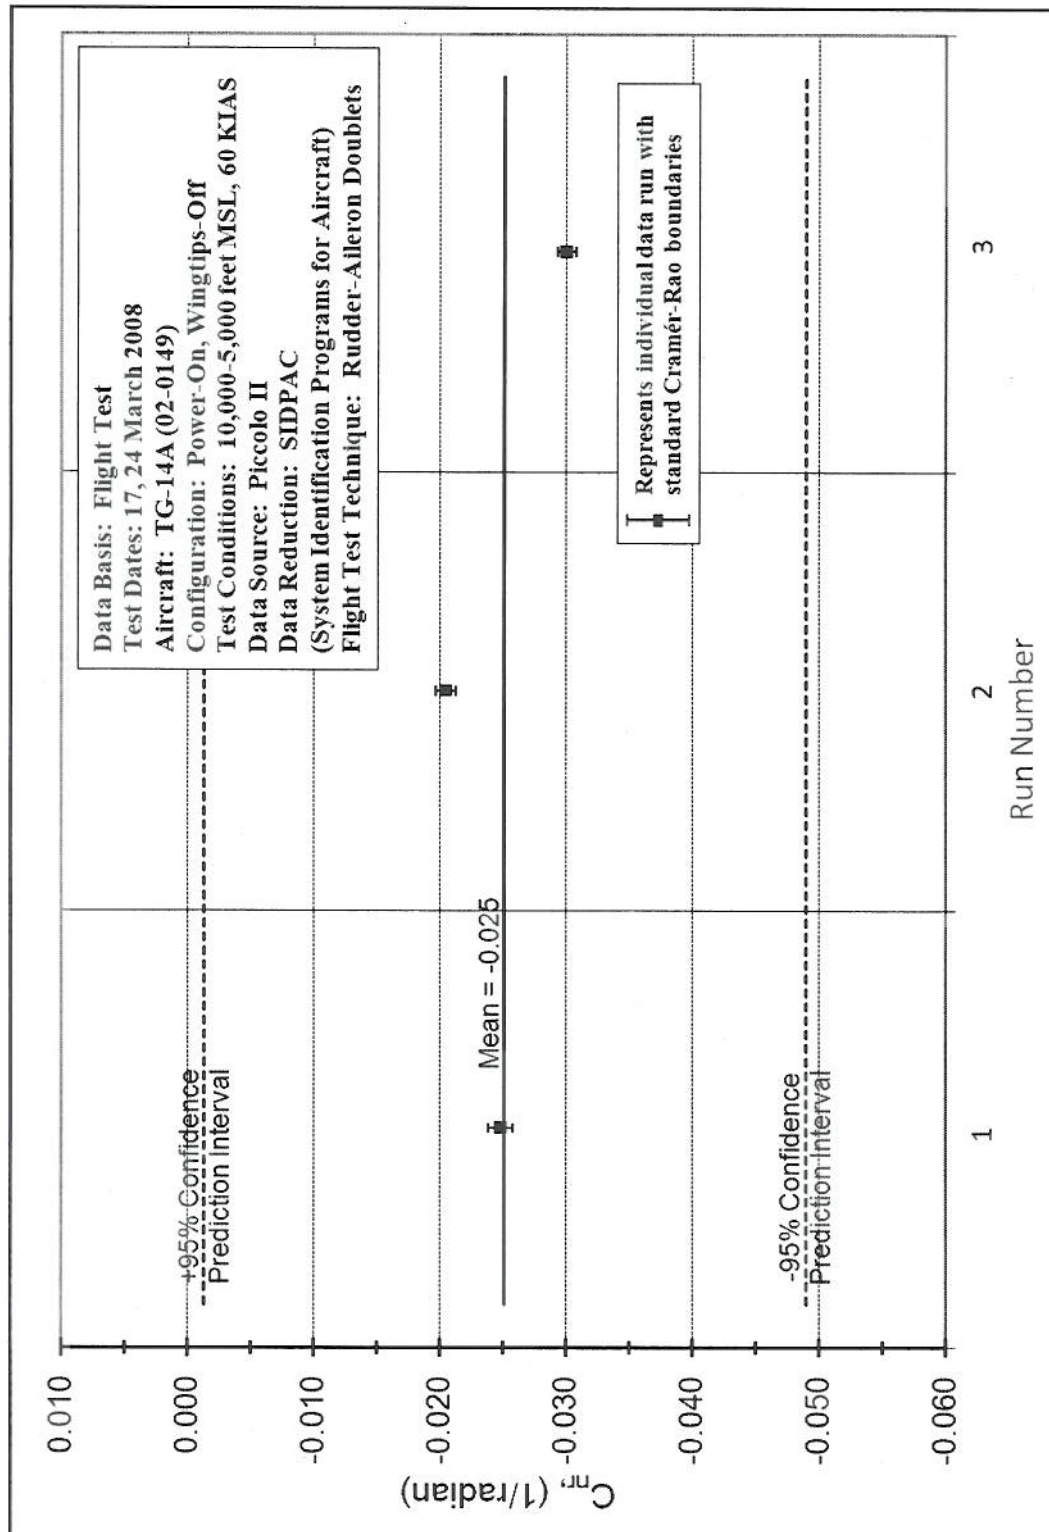 0.010
0.000
-0.010
-0.020
-0.030
-0.040
-0.050
-0.060
Cnr, (1/radian)
+95% Confidence
Prediction Interval
Mean = -0.025
-95% Confidence
Prediction Interval
Data Basis: Flight Test
Test Dates: 17, 24 March 2008
Aircraft: TG-14A (02-0149)
Configuration: Power-On, Wingtips-Off
Test Conditions: 10,000-5,000 feet MSL, 60 KIAS
Data Source: Piccolo II
Data Reduction: SIDPAC
(System Identification Programs for Aircraft)
Flight Test Technique: Rudder-Aileron Doublets
Represents individual data run with
standard Cramér-Rao boundaries
1
2
3
Run Number